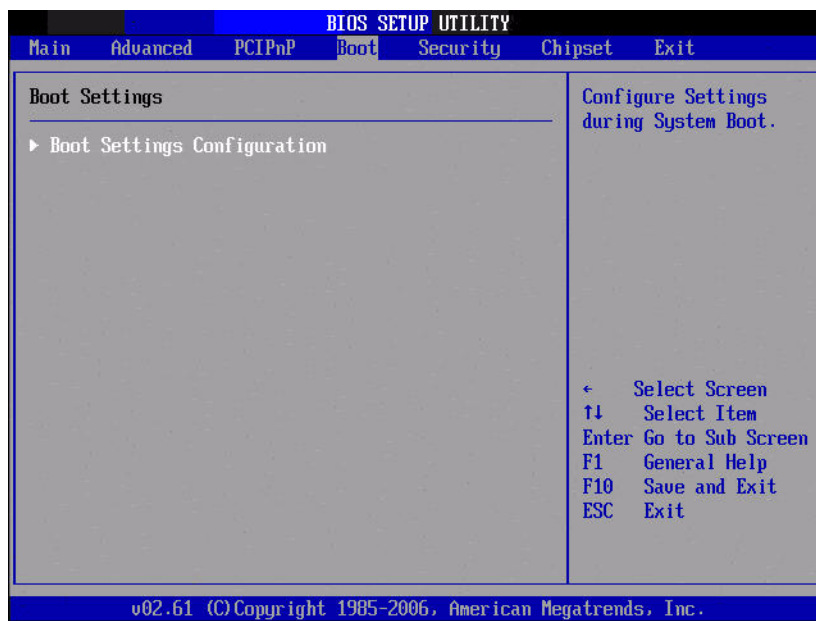 BIOS SETUP UTILITY
Main Advanced PCIPnP Boot Security Chipset Exit
Boot Settings
▶ Boot Settings Configuration
Configure Settings
during System Boot.
← Select Screen
↑↓ Select Item
Enter Go to Sub Screen
F1 General Help
F10 Save and Exit
ESC Exit
v02.61 (C)Copyright 1985-2006, American Megatrends, Inc.